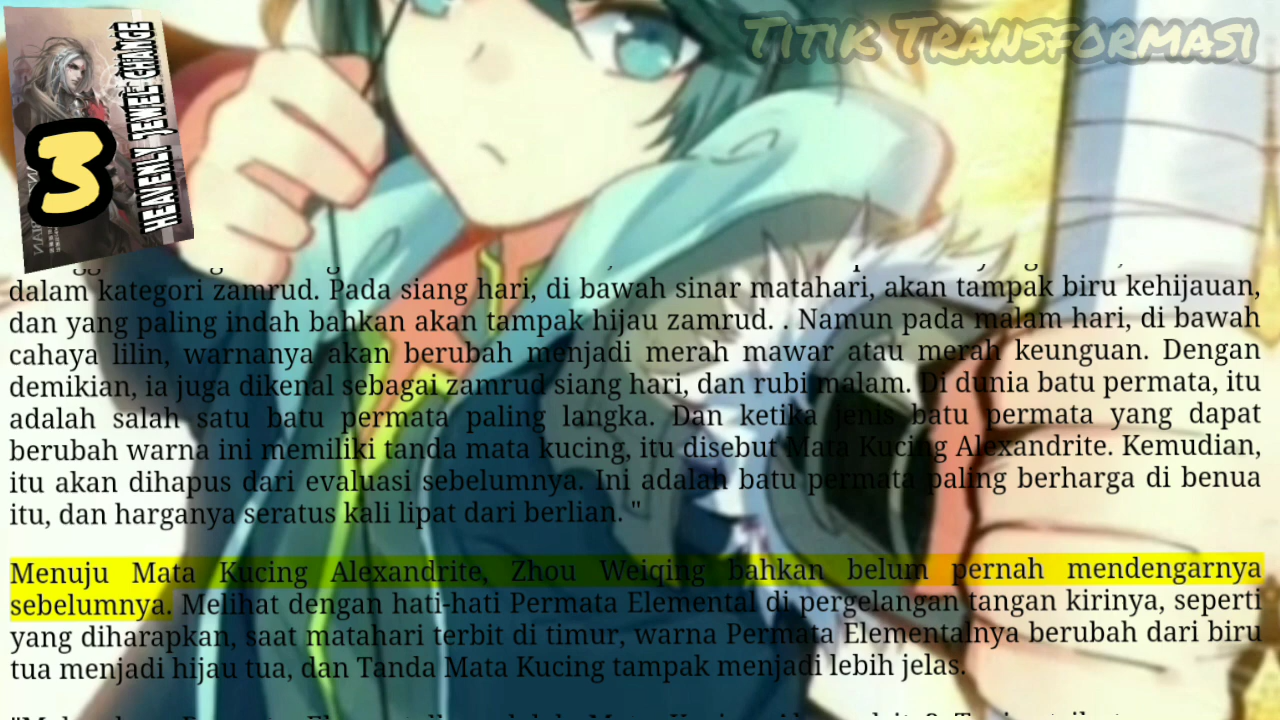 Titik Transformasi
HEAVENLY JEWEL CHANGE
3
dalam kategori zamrud. Pada siang hari, di bawah sinar matahari, akan tampak biru kehijauan,
dan yang paling indah bahkan akan tampak hijau zamrud. . Namun pada malam hari, di bawah
cahaya lilin, warnanya akan berubah menjadi merah mawar atau merah keunguan. Dengan
demikian, ia juga dikenal sebagai zamrud siang hari, dan rubi malam. Di dunia batu permata, itu
adalah salah satu batu permata paling langka. Dan ketika jenis batu permata yang dapat
berubah warna ini memiliki tanda mata kucing, itu disebut Mata Kucing Alexandrite. Kemudian,
itu akan dihapus dari evaluasi sebelumnya. Ini adalah batu permata paling berharga di benua
itu, dan harganya seratus kali lipat dari berlian. "
Menuju Mata Kucing Alexandrite, Zhou Weiqing bahkan belum pernah mendengarnya
sebelumnya. Melihat dengan hati-hati Permata Elemental di pergelangan tangan kirinya, seperti
yang diharapkan, saat matahari terbit di timur, warna Permata Elementalnya berubah dari biru
tua menjadi hijau tua, dan Tanda Mata Kucing tampak menjadi lebih jelas.